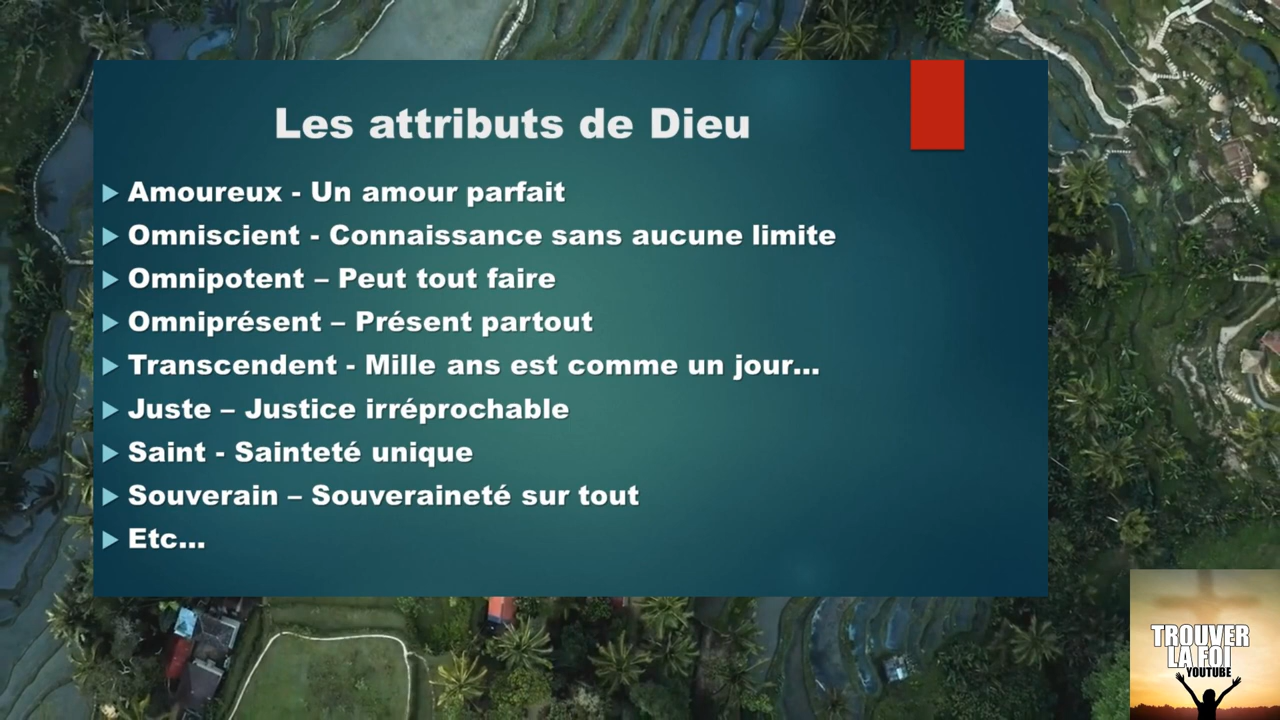 Les attributs de Dieu
Amoureux - Un amour parfait
Omniscient - Connaissance sans aucune limite
Omnipotent – Peut tout faire
Omniprésent – Présent partout
Transcendent - Mille ans est comme un jour...
Juste – Justice irréprochable
Saint - Sainteté unique
Souverain – Souveraineté sur tout
Etc...
TROUVER
LA FOI
YOUTUBE